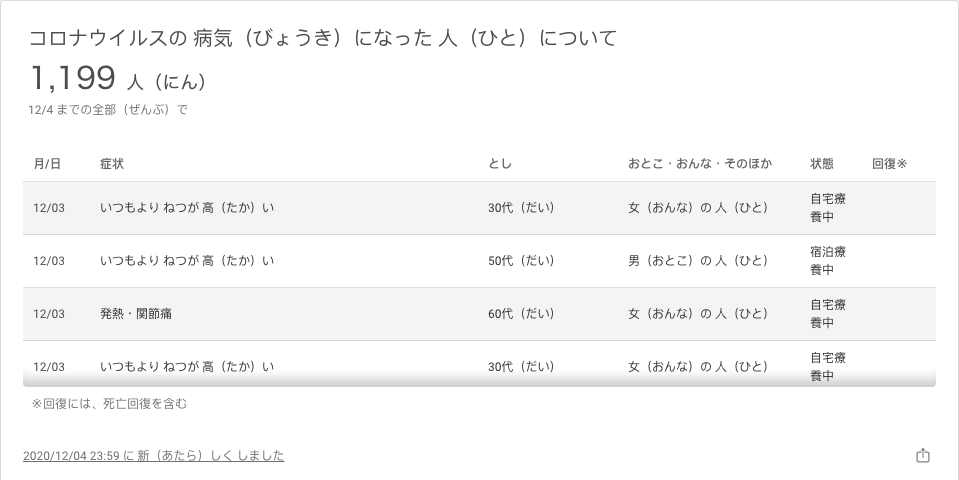 コロナウイルスの 病気（びょうき）になった 人（ひと）について
1,199 人（にん）
12/4 までの全部（ぜんぶ）で
月/日 症状 とし おとこ・おんな・そのほか 状態 回復※
12/03 いつもより ねつが 高（たか）い 30代（だい） 女（おんな）の 人（ひと） 自宅療
養中
12/03 いつもより ねつが 高（たか）い 50代（だい） 男（おとこ）の 人（ひと） 宿泊療
養中
12/03 発熱・関節痛 60代（だい） 女（おんな）の 人（ひと） 自宅療
養中
12/03 いつもより ねつが 高（たか）い 30代（だい） 女（おんな）の 人（ひと） 自宅療
養中
※回復には、死亡回復を含む
2020/12/04 23:59 に 新（あたら）しく しました